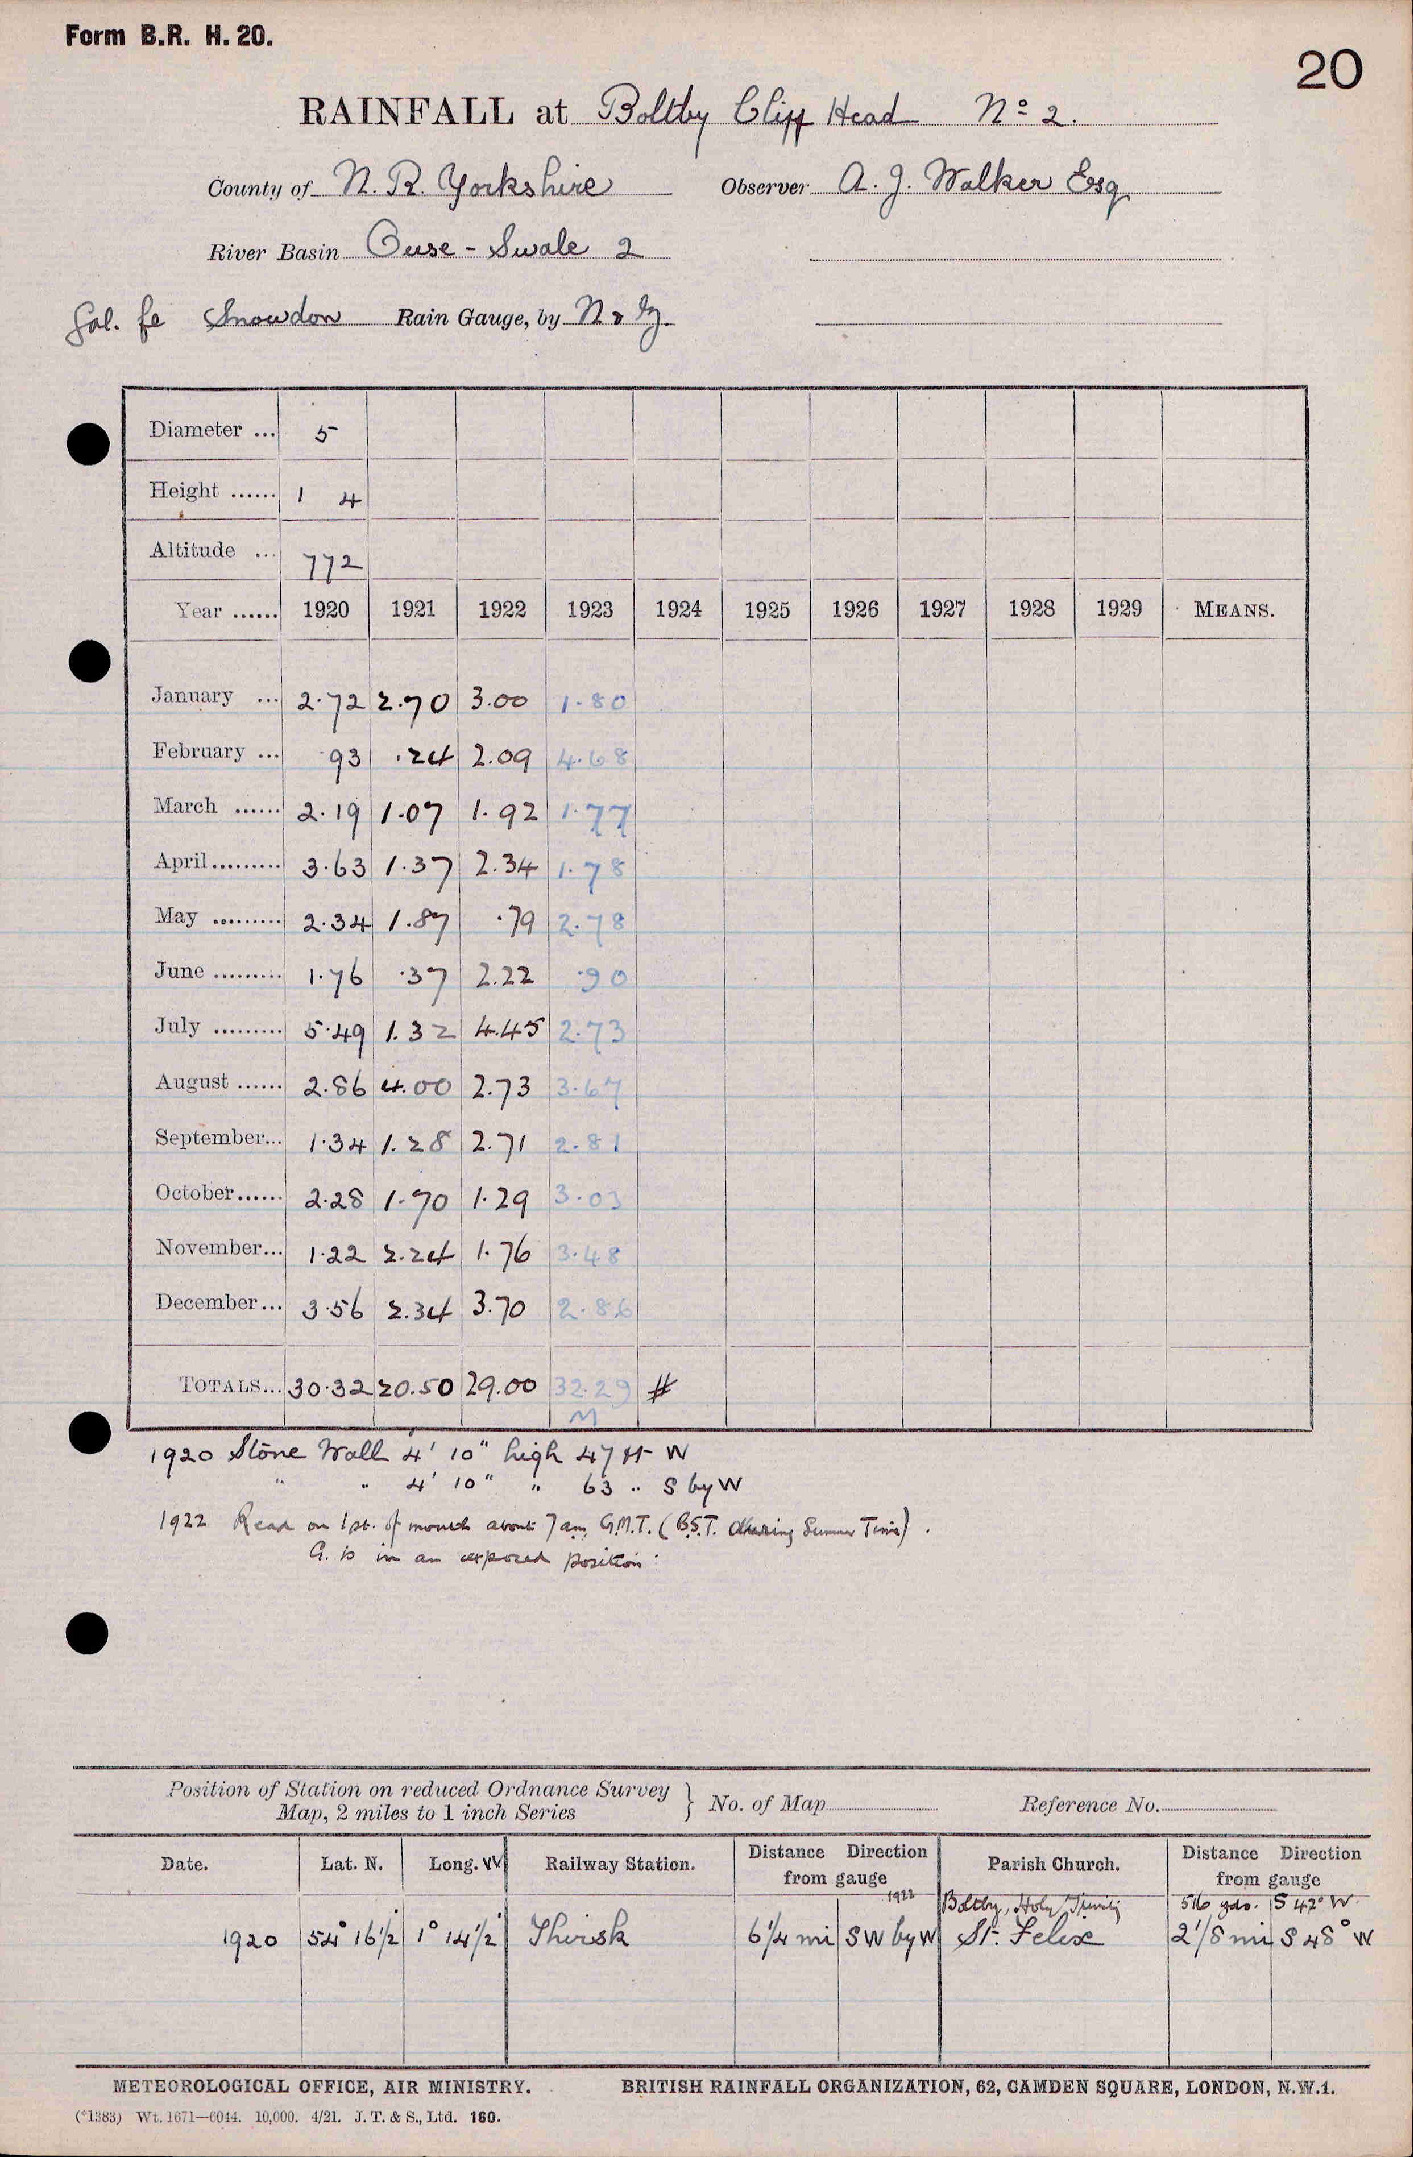 Form B.R. H. 20.
20
RAINFALL at Boltby Cliff Head Nº 2.
County of N. R. Yorkshire Observer A. J. Walker Esq
River Basin Ouse - Swale 2
Gal. fe Snowdon Rain Gauge, by N & Z.
Diameter ... 5
Height ...... 1 4
Altitude ... 772
Year ...... 1920 1921 1922 1923 1924 1925 1926 1927 1928 1929 MEANS.
January ... 2.72 2.70 3.00 1.80
February ... .93 .24 2.09 4.68
March ...... 2.19 1.07 1.92 1.77
April......... 3.63 1.37 2.34 1.78
May ......... 2.34 1.87 .79 2.78
June ......... 1.76 .37 2.22 .90
July ......... 5.49 1.32 4.45 2.73
August ...... 2.86 4.00 2.73 3.67
September... 1.34 1.28 2.71 2.81
October...... 2.28 1.70 1.29 3.03
November... 1.22 2.24 1.76 3.48
December... 3.56 2.34 3.70 2.86
TOTALS... 30.32 20.50 29.00 32.29 #
M
1920 Stone Wall 4' 10" high 47 ft W
" " 4' 10" " 63 .. S by W
1922 Read on 1st. of month about 7 am G.M.T. (B.S.T. during Summer Time).
G. is in an exposed position:
Position of Station on reduced Ordnance Survey
Map, 2 miles to 1 inch Series } No. of Map Reference No.
Date. Lat. N. Long. W Railway Station. Distance Direction from gauge Parish Church. Distance Direction from gauge
1922 Boltby, Holy Trinity 516 yds. S 42° W
1920 54° 16½' 1° 14½' Thirsk 6¼ mi SW by W St. Felix 2⅛ mi S 48° W
METEOROLOGICAL OFFICE, AIR MINISTRY. BRITISH RAINFALL ORGANIZATION, 62, CAMDEN SQUARE, LONDON, N.W.1.
(*1383) Wt. 1671—6044. 10,000. 4/21. J. T. & S., Ltd. 160.